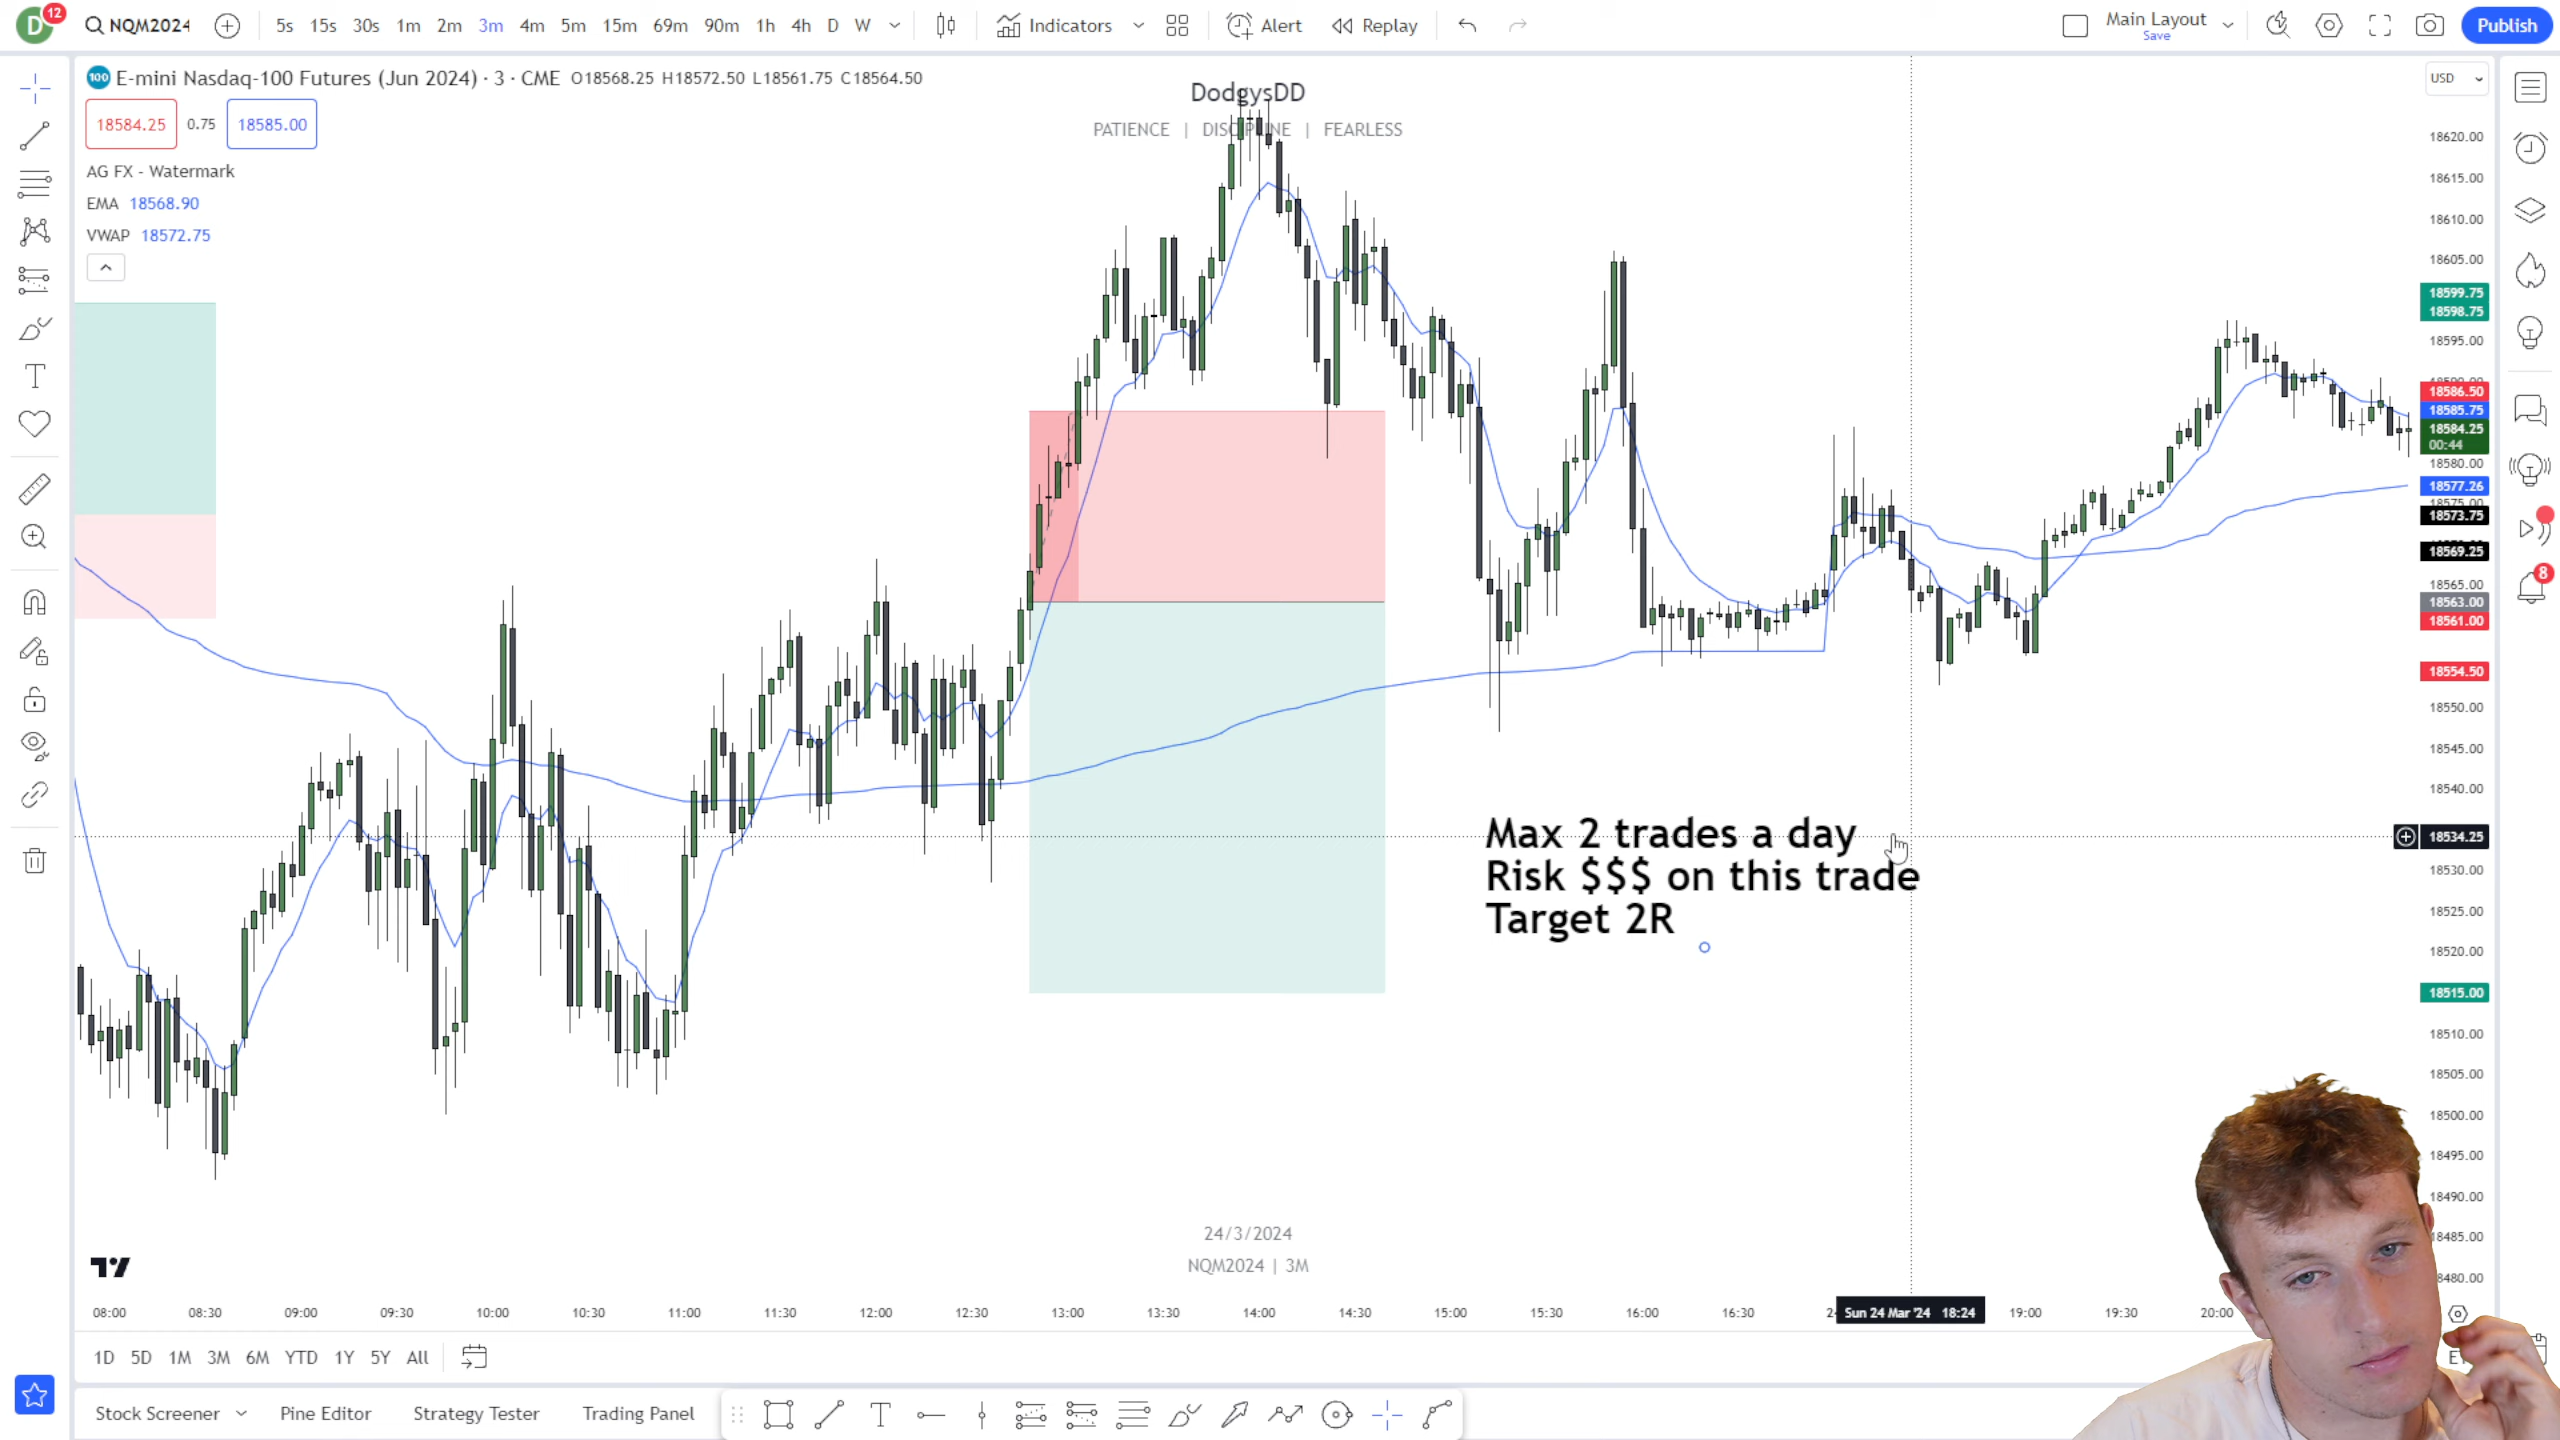 D 12 NQM2024 5s 15s 30s 1m 2m 3m 4m 5m 15m 69m 90m 1h 4h D W Indicators Alert Replay Main Layout Save Publish
100 E-mini Nasdaq-100 Futures (Jun 2024) · 3 · CME O18568.25 H18572.50 L18561.75 C18564.50
USD
DodgysDD
18584.25 0.75 18585.00
PATIENCE | DISCIPLINE | FEARLESS
AG FX - Watermark
EMA 18568.90
VWAP 18572.75
18620.00
18615.00
18610.00
18605.00
18599.75
18598.75
18595.00
18586.50
18585.75
18584.25
00:44
18580.00
18577.26
18575.00
18573.75
18569.25
8
18565.00
18563.00
18561.00
18554.50
18550.00
18545.00
18540.00
Max 2 trades a day
18534.25
Risk $$$ on this trade
18530.00
Target 2R
18525.00
18520.00
18515.00
18510.00
18505.00
18500.00
18495.00
18490.00
24/3/2024
18485.00
NQM2024 | 3M
18480.00
08:00 08:30 09:00 09:30 10:00 10:30 11:00 11:30 12:00 12:30 13:00 13:30 14:00 14:30 15:00 15:30 16:00 16:30 Sun 24 Mar '24 18:24 19:00 19:30 20:00
1D 5D 1M 3M 6M YTD 1Y 5Y All
Stock Screener Pine Editor Strategy Tester Trading Panel